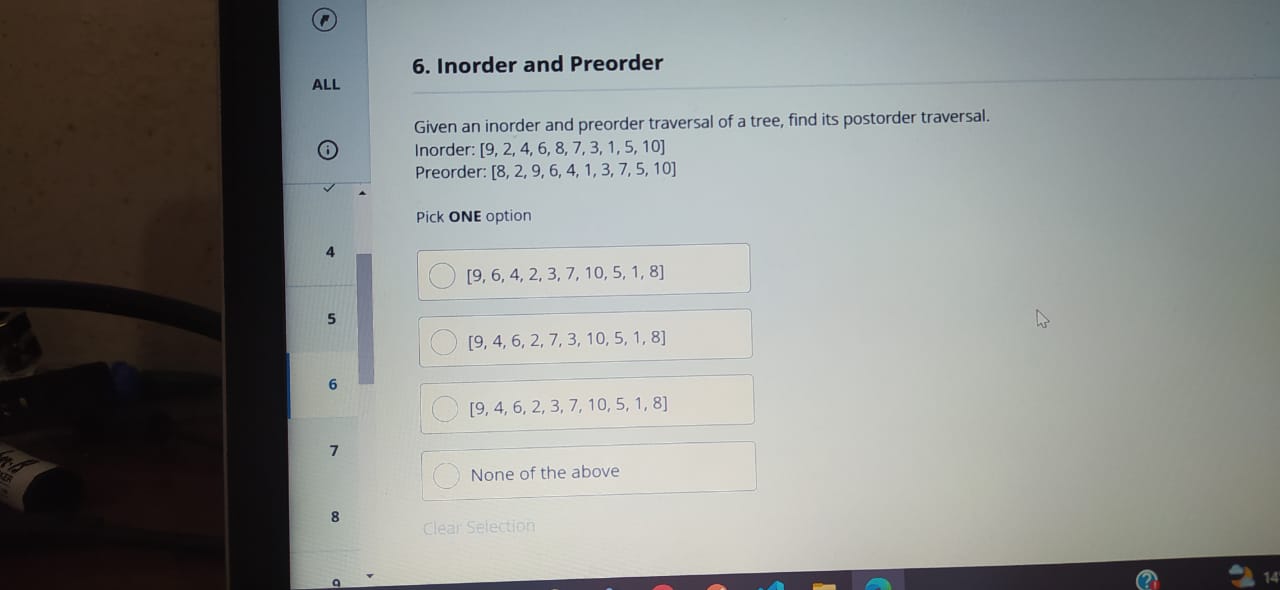 ALL
6. Inorder and Preorder
Given an inorder and preorder traversal of a tree, find its postorder traversal.
Inorder: [9, 2, 4, 6, 8, 7, 3, 1, 5, 10]
Preorder: [8, 2, 9, 6, 4, 1, 3, 7, 5, 10]
Pick ONE option
4
[9, 6, 4, 2, 3, 7, 10, 5, 1, 8]
5
[9, 4, 6, 2, 7, 3, 10, 5, 1, 8]
6
[9, 4, 6, 2, 3, 7, 10, 5, 1, 8]
7
None of the above
8
Clear Selection
9